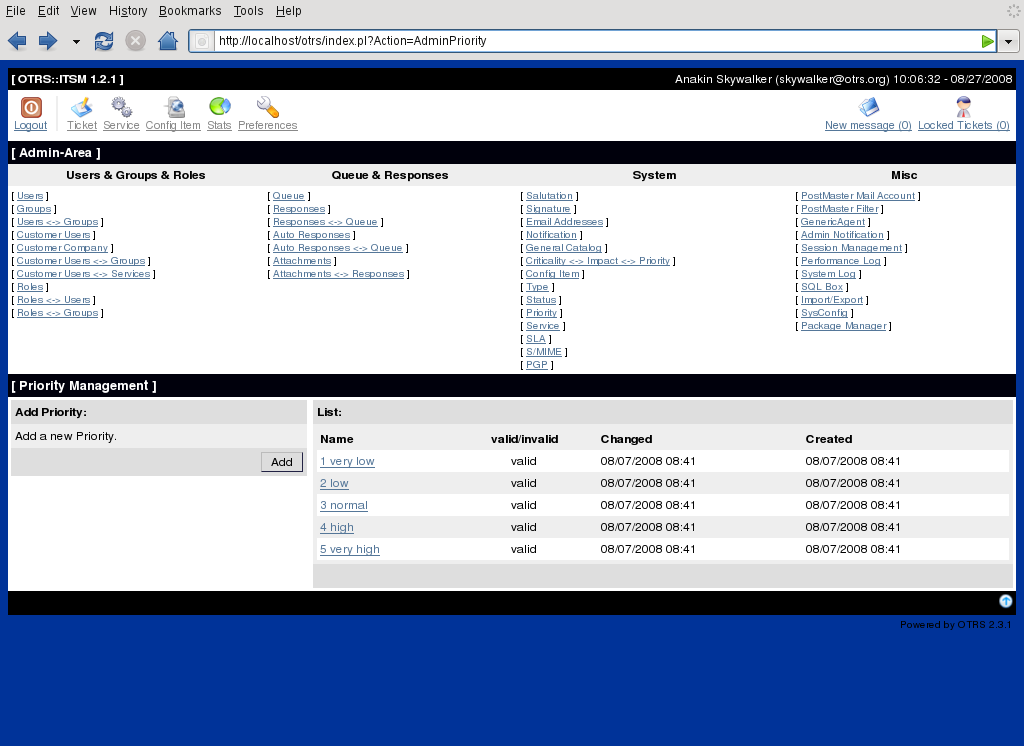 File Edit View History Bookmarks Tools Help
http://localhost/otrs/index.pl?Action=AdminPriority
[ OTRS::ITSM 1.2.1 ] Anakin Skywalker (skywalker@otrs.org) 10:06:32 - 08/27/2008
Logout Ticket Service Config Item Stats Preferences New message (0) Locked Tickets (0)
[ Admin-Area ]
Users & Groups & Roles Queue & Responses System Misc
[ Users ] [ Queue ] [ Salutation ] [ PostMaster Mail Account ]
[ Groups ] [ Responses ] [ Signature ] [ PostMaster Filter ]
[ Users <-> Groups ] [ Responses <-> Queue ] [ Email Addresses ] [ GenericAgent ]
[ Customer Users ] [ Auto Responses ] [ Notification ] [ Admin Notification ]
[ Customer Company ] [ Auto Responses <-> Queue ] [ General Catalog ] [ Session Management ]
[ Customer Users <-> Groups ] [ Attachments ] [ Criticality <-> Impact <-> Priority ] [ Performance Log ]
[ Customer Users <-> Services ] [ Attachments <-> Responses ] [ Config Item ] [ System Log ]
[ Roles ] [ Type ] [ SQL Box ]
[ Roles <-> Users ] [ Status ] [ Import/Export ]
[ Roles <-> Groups ] [ Priority ] [ SysConfig ]
[ Service ] [ Package Manager ]
[ SLA ]
[ S/MIME ]
[ PGP ]
[ Priority Management ]
Add Priority:
Add a new Priority.
Add
List:
Name valid/invalid Changed Created
1 very low valid 08/07/2008 08:41 08/07/2008 08:41
2 low valid 08/07/2008 08:41 08/07/2008 08:41
3 normal valid 08/07/2008 08:41 08/07/2008 08:41
4 high valid 08/07/2008 08:41 08/07/2008 08:41
5 very high valid 08/07/2008 08:41 08/07/2008 08:41
Powered by OTRS 2.3.1